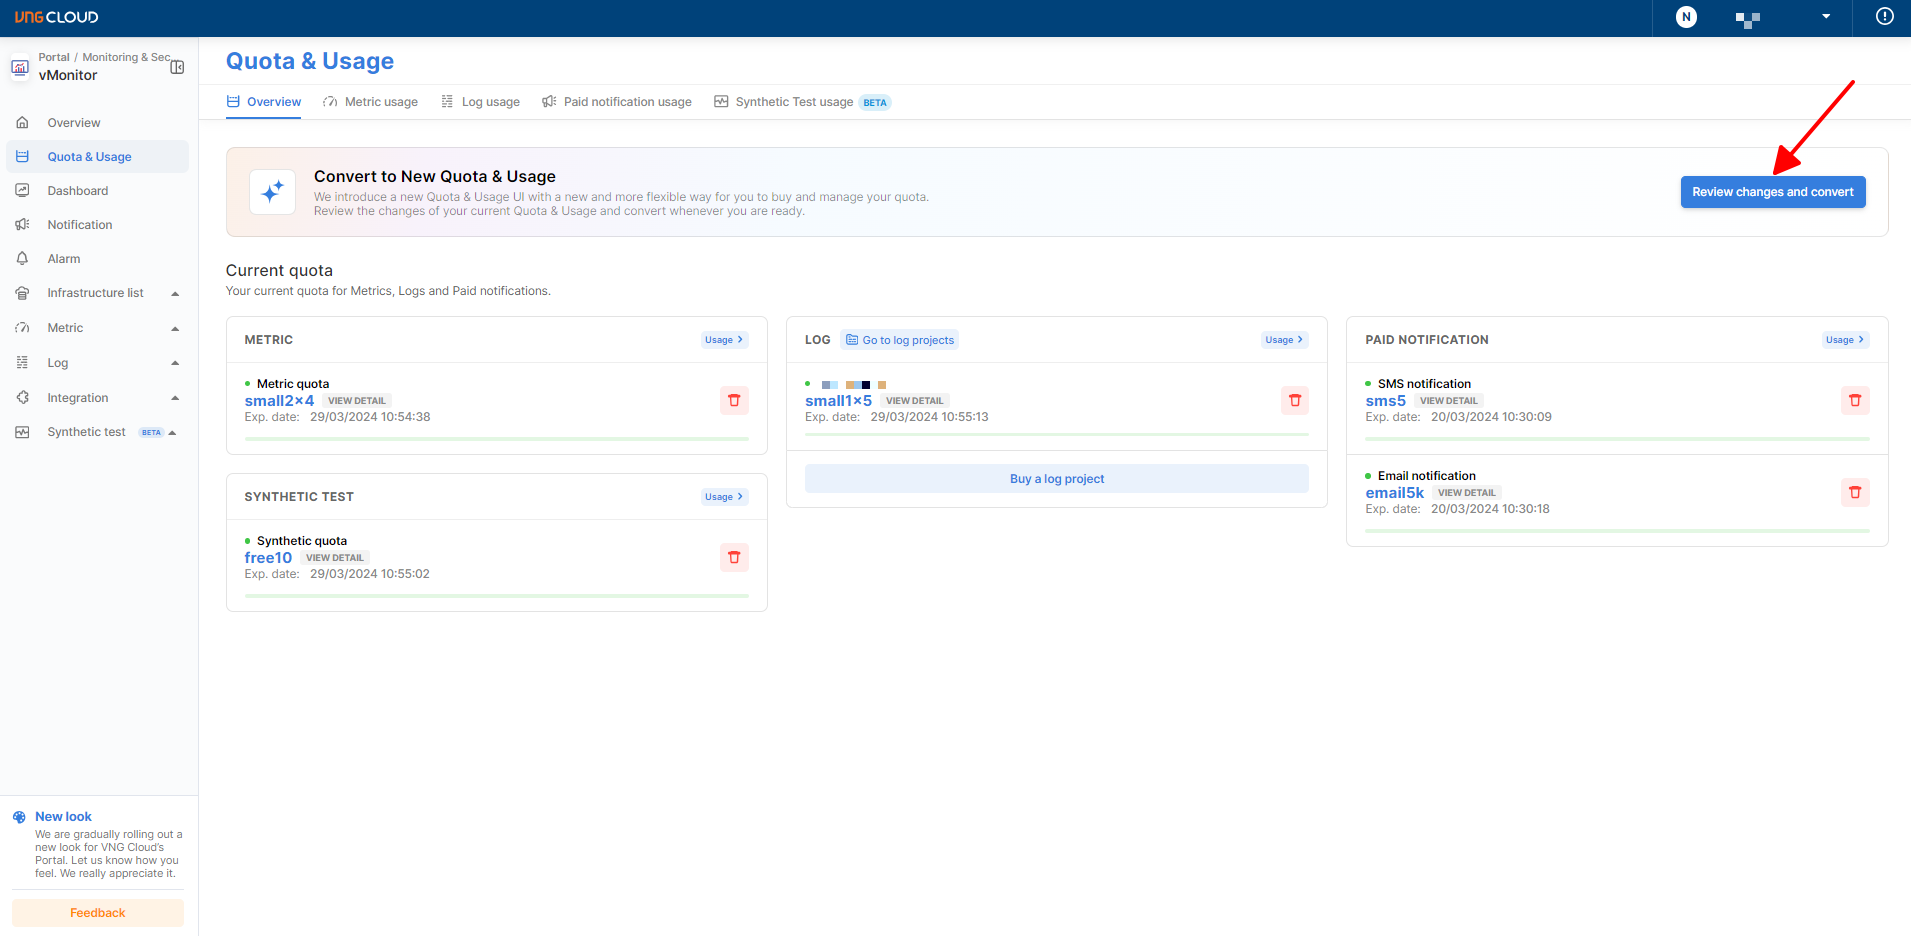 VNG CLOUD
N
Portal / Monitoring & Sec...
vMonitor
Overview
Quota & Usage
Dashboard
Notification
Alarm
Infrastructure list
Metric
Log
Integration
Synthetic test BETA
New look
We are gradually rolling out a
new look for VNG Cloud's
Portal. Let us know how you
feel. We really appreciate it.
Feedback
Quota & Usage
Overview
Metric usage
Log usage
Paid notification usage
Synthetic Test usage BETA
Convert to New Quota & Usage
We introduce a new Quota & Usage UI with a new and more flexible way for you to buy and manage your quota.
Review the changes of your current Quota & Usage and convert whenever you are ready.
Review changes and convert
Current quota
Your current quota for Metrics, Logs and Paid notifications.
METRIC
Usage
Metric quota
small2x4 VIEW DETAIL
Exp. date: 29/03/2024 10:54:38
SYNTHETIC TEST
Usage
Synthetic quota
free10 VIEW DETAIL
Exp. date: 29/03/2024 10:55:02
LOG Go to log projects
Usage
small1x5 VIEW DETAIL
Exp. date: 29/03/2024 10:55:13
Buy a log project
PAID NOTIFICATION
Usage
SMS notification
sms5 VIEW DETAIL
Exp. date: 20/03/2024 10:30:09
Email notification
email5k VIEW DETAIL
Exp. date: 20/03/2024 10:30:18